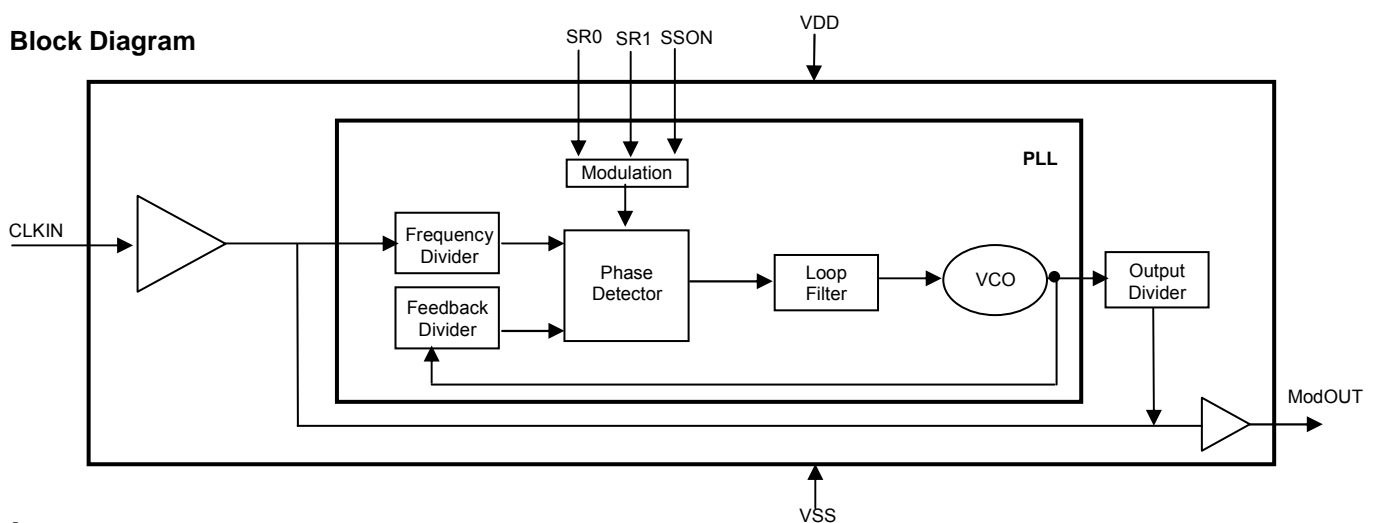 Block Diagram
SR0 SR1 SSON
VDD
PLL
Modulation
CLKIN
Frequency
Divider
Phase
Detector
Feedback
Divider
Loop
Filter
VCO
Output
Divider
ModOUT
VSS